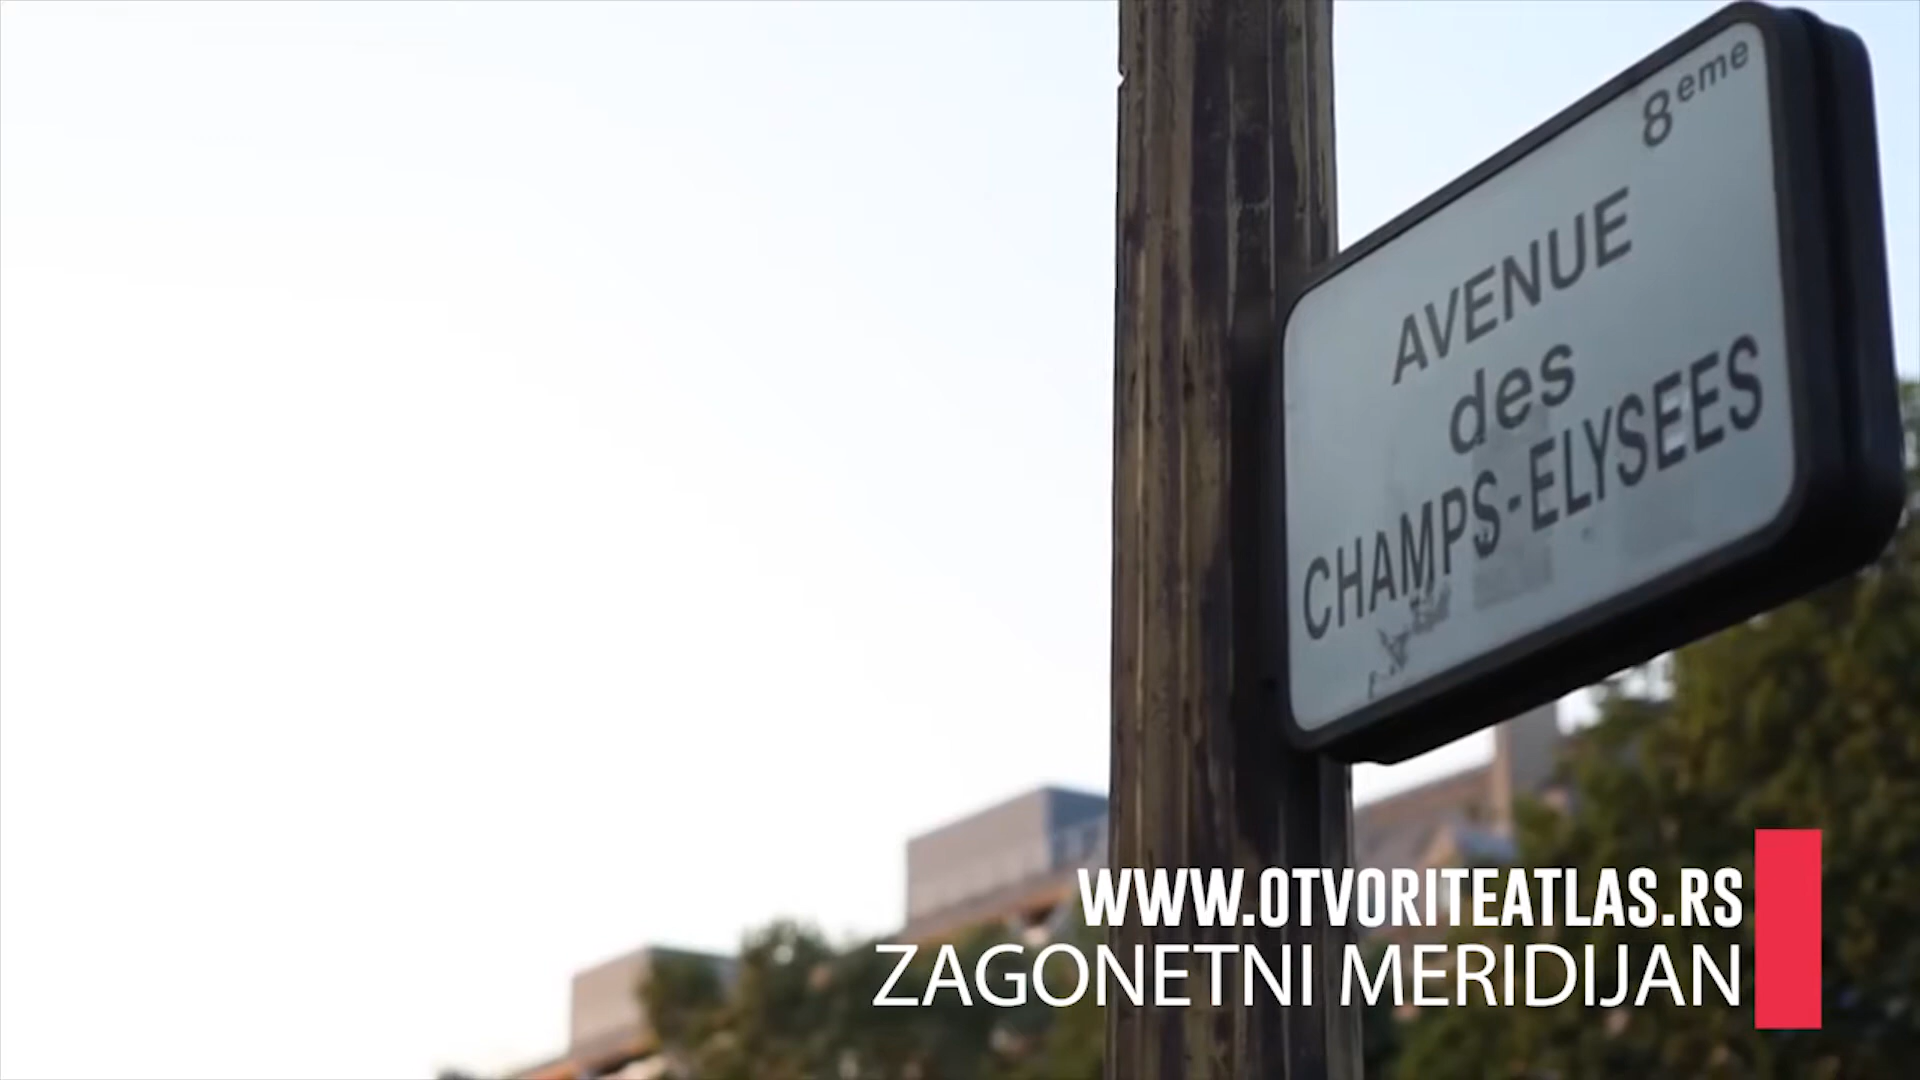 8eme
AVENUE
des
CHAMPS-ELYSEES
WWW.OTVORITEATLAS.RS
ZAGONETNI MERIDIJAN